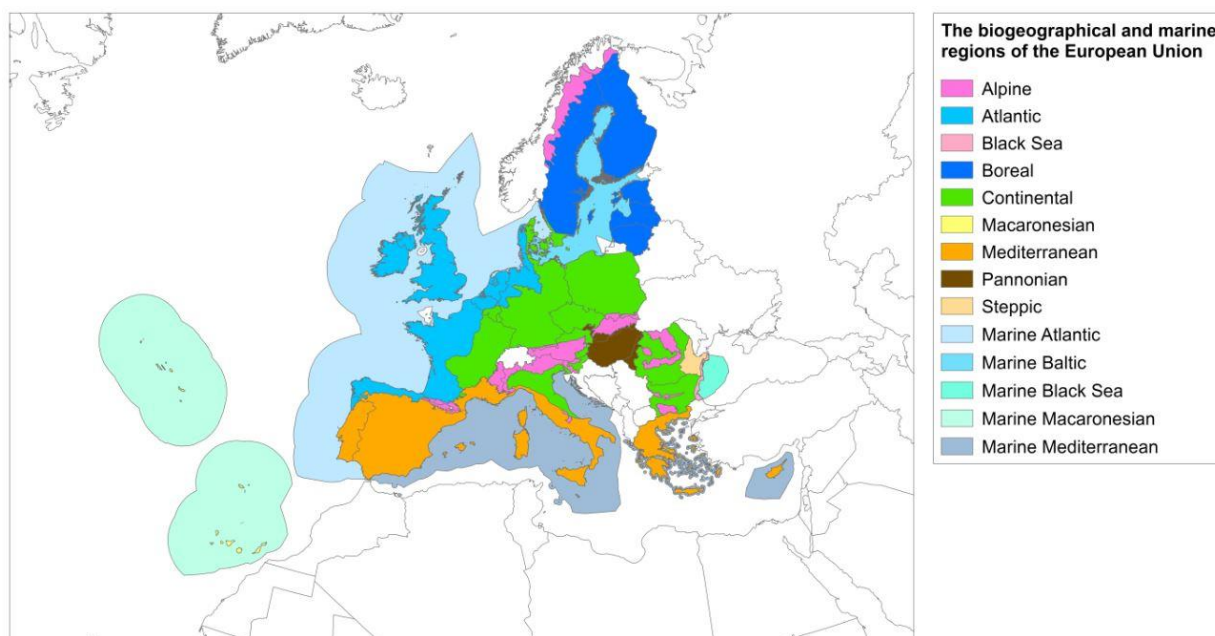 The biogeographical and marine
regions of the European Union
Alpine
Atlantic
Black Sea
Boreal
Continental
Macaronesian
Mediterranean
Pannonian
Steppic
Marine Atlantic
Marine Baltic
Marine Black Sea
Marine Macaronesian
Marine Mediterranean